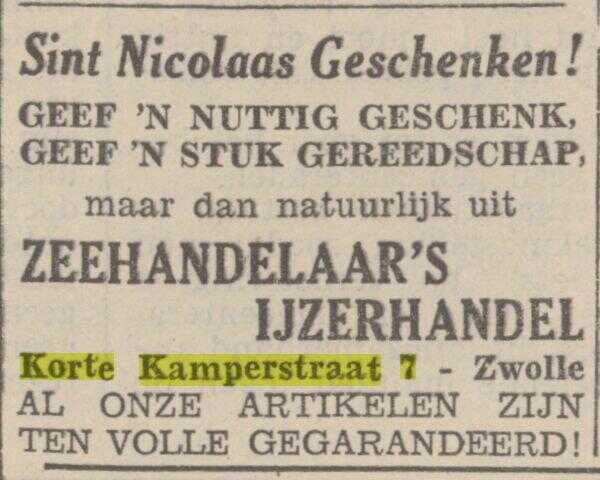 Sint Nicolaas Geschenken!
GEEF 'N NUTTIG GESCHENK,
GEEF 'N STUK GEREEDSCHAP,
maar dan natuurlijk uit
ZEEHANDELAAR'S
IJZERHANDEL
Korte Kamperstraat 7 - Zwolle
AL ONZE ARTIKELEN ZIJN
TEN VOLLE GEGARANDEERD!